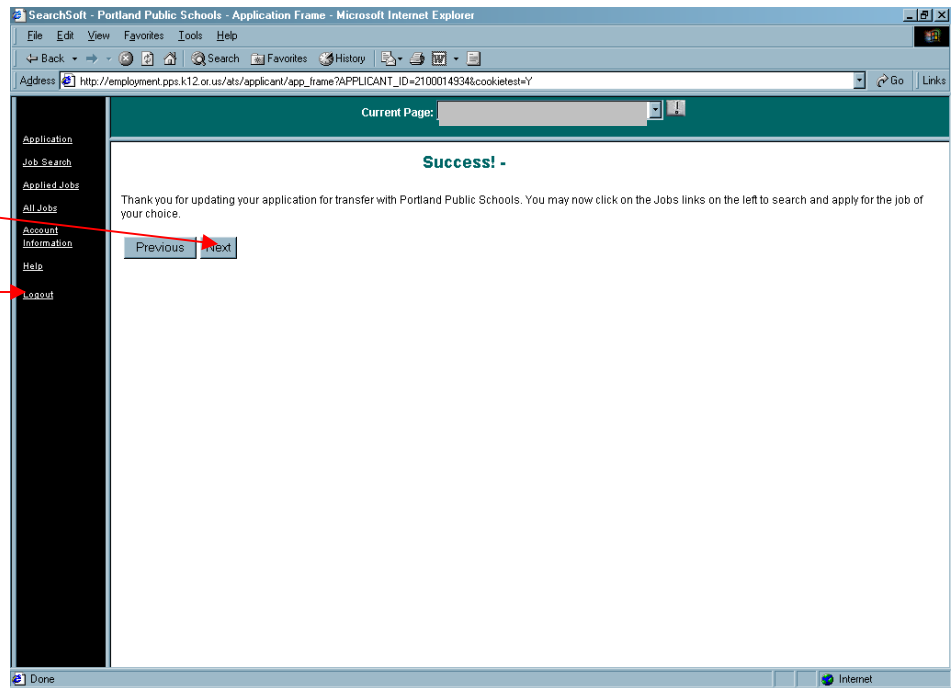 SearchSoft - Portland Public Schools - Application Frame - Microsoft Internet Explorer
File Edit View Favorites Tools Help
Back Search Favorites History
Address http://employment.pps.k12.or.us/ats/applicant/app_frame?APPLICANT_ID=2100014934&cookietest=Y Go Links
Current Page:
Application
Job Search
Applied Jobs
All Jobs
Account
Information
Help
Logout
Success! -
Thank you for updating your application for transfer with Portland Public Schools. You may now click on the Jobs links on the left to search and apply for the job of
your choice.
Previous Next
Done Internet